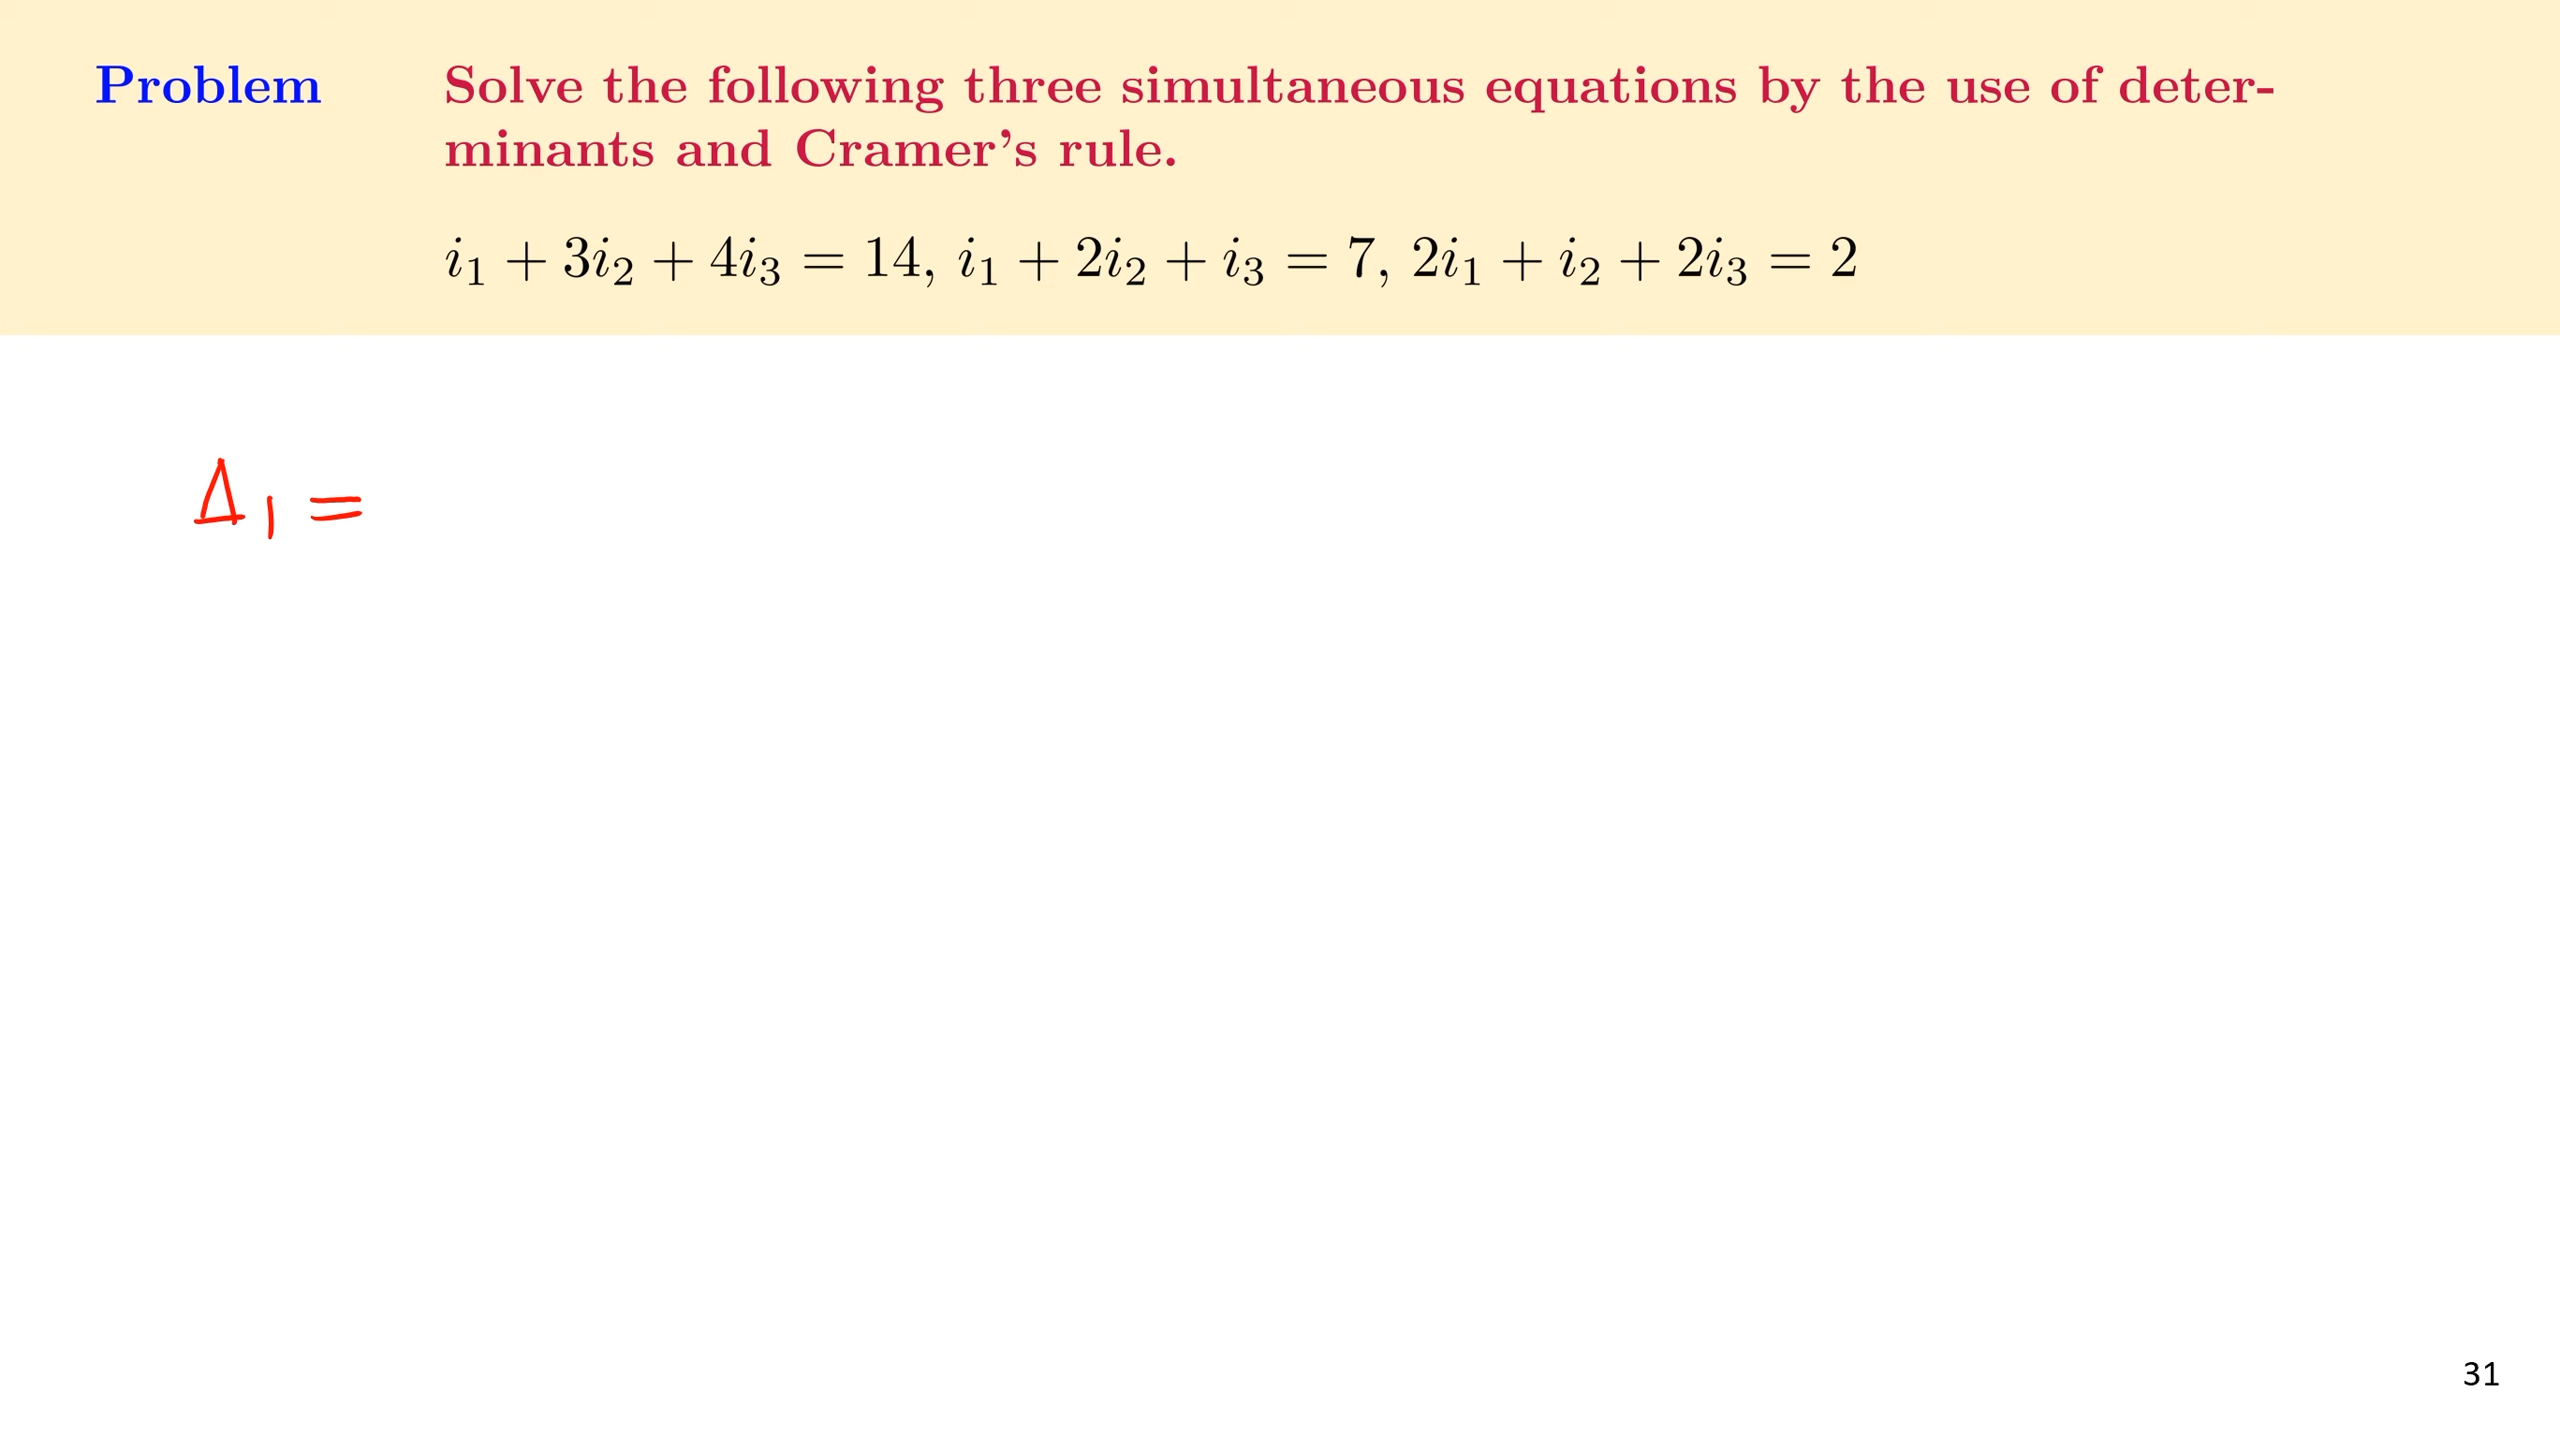 Problem Solve the following three simultaneous equations by the use of deter-
minants and Cramer's rule.
i₁ + 3i₂ + 4i₃ = 14, i₁ + 2i₂ + i₃ = 7, 2i₁ + i₂ + 2i₃ = 2
Δ₁ =
31